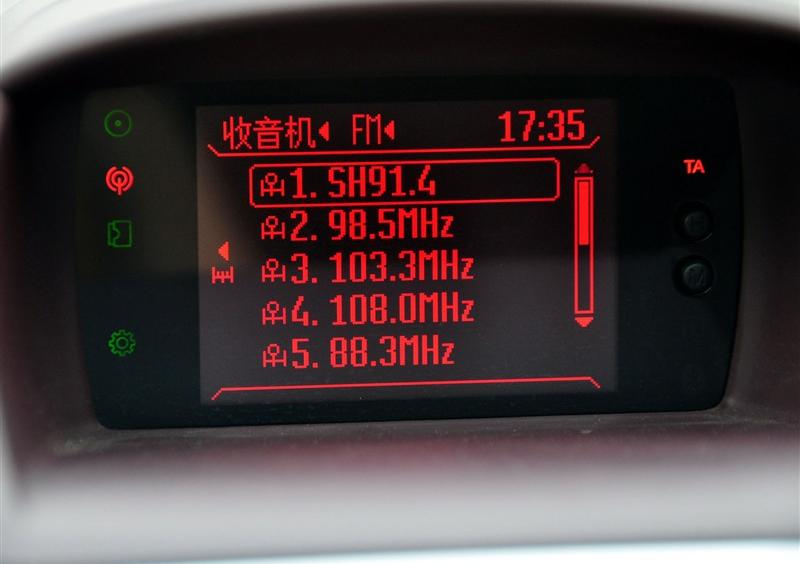 收音机 FM 17:35
TA
1. SH91.4
2. 98.5MHz
3. 103.3MHz
4. 108.0MHz
5. 88.3MHz